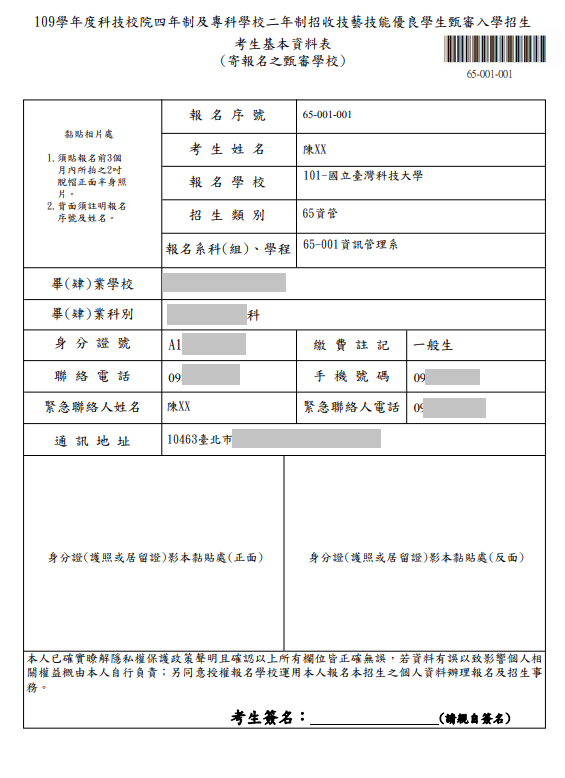 109學年度科技校院四年制及專科學校二年制招收技藝技能優良學生甄審入學招生
考生基本資料表
(寄報名之甄審學校)
65-001-001
黏貼相片處
1. 須貼報名前3個
月內所拍之2吋
脫帽正面半身照
片。
2. 背面須註明報名
序號及姓名。
報名序號 65-001-001
考生姓名 陳XX
報名學校 101-國立臺灣科技大學
招生類別 65資管
報名系科(組)、學程 65-001資訊管理系
畢(肄)業學校
畢(肄)業科別 科
身分證號 A1 繳費註記 一般生
聯絡電話 09 手機號碼 09
緊急聯絡人姓名 陳XX 緊急聯絡人電話 09
通訊地址 10463臺北市
身分證(護照或居留證)影本黏貼處(正面) 身分證(護照或居留證)影本黏貼處(反面)
本人已確實瞭解隱私權保護政策聲明且確認以上所有欄位皆正確無誤，若資料有誤以致影響個人相
關權益概由本人自行負責；另同意授權報名學校運用本人報名本招生之個人資料辦理報名及招生事
務。
考生簽名：(請親自簽名)